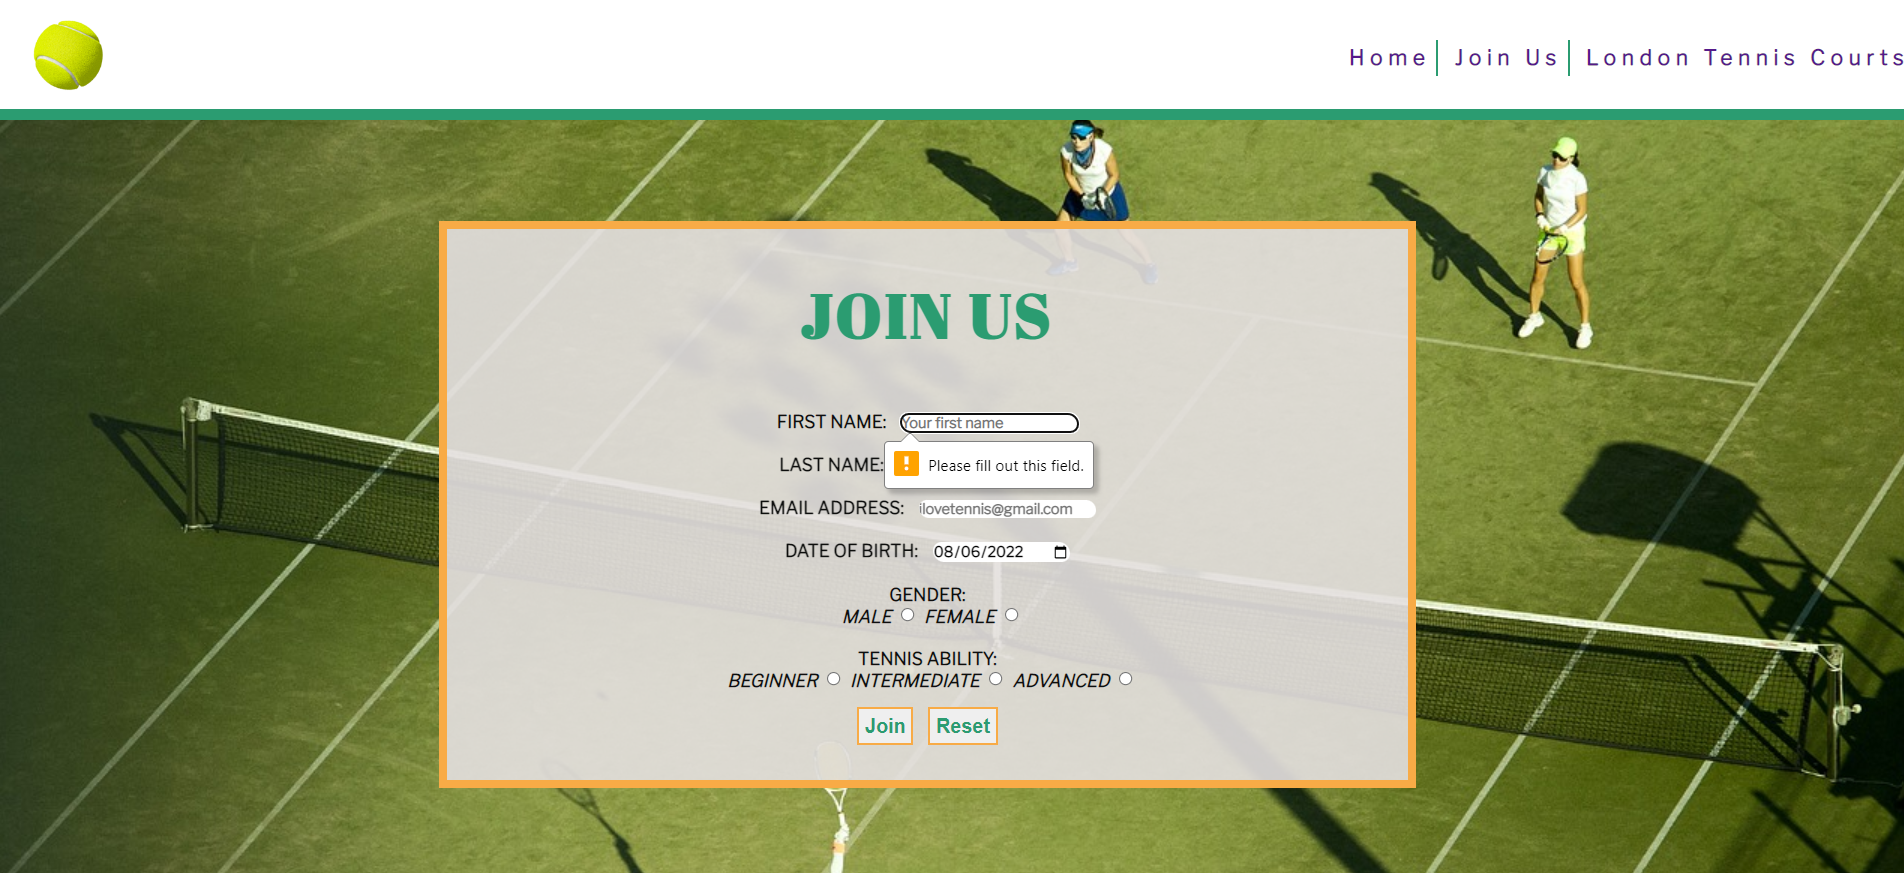 Home Join Us London Tennis Courts
JOIN US
FIRST NAME: Your first name
Please fill out this field.
LAST NAME:
EMAIL ADDRESS: ilovetennis@gmail.com
DATE OF BIRTH: 08/06/2022
GENDER:
MALE FEMALE
TENNIS ABILITY:
BEGINNER INTERMEDIATE ADVANCED
Join Reset